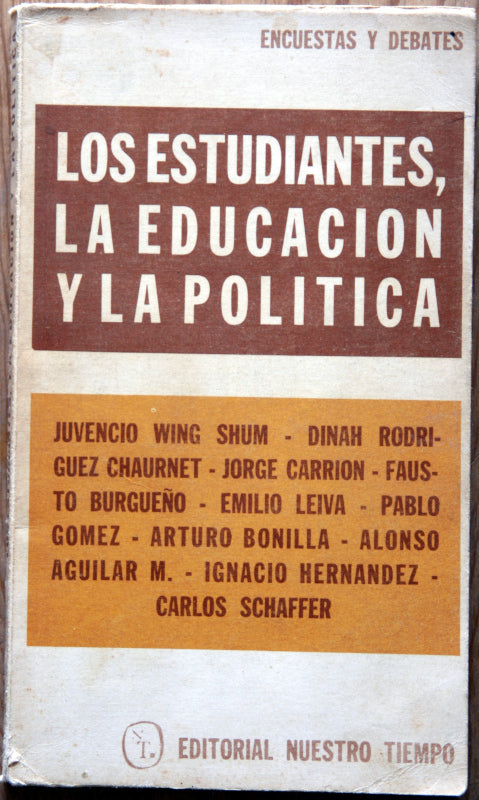 ENCUESTAS Y DEBATES
LOS ESTUDIANTES,
LA EDUCACION
Y LA POLITICA
JUVENCIO WING SHUM - DINAH RODRI-
GUEZ CHAURNET - JORGE CARRION - FAUS-
TO BURGUEÑO - EMILIO LEIVA - PABLO
GOMEZ - ARTURO BONILLA - ALONSO
AGUILAR M. - IGNACIO HERNANDEZ -
CARLOS SCHAFFER
NT. EDITORIAL NUESTRO TIEMPO